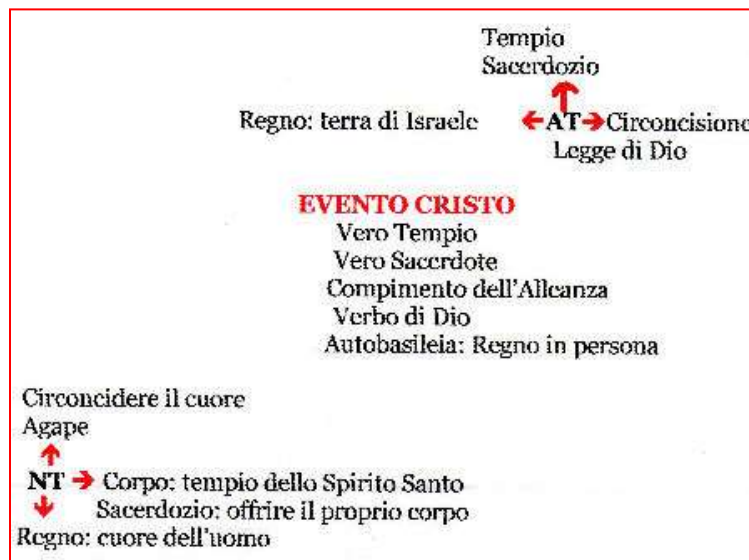 Tempio
Sacerdozio
Regno: terra di Israele ←AT→Circoncisione
Legge di Dio
EVENTO CRISTO
Vero Tempio
Vero Sacerdote
Compimento dell'Alleanza
Verbo di Dio
Autobasileia: Regno in persona
Circoncidere il cuore
Agape
NT → Corpo: tempio dello Spirito Santo
Sacerdozio: offrire il proprio corpo
Regno: cuore dell'uomo